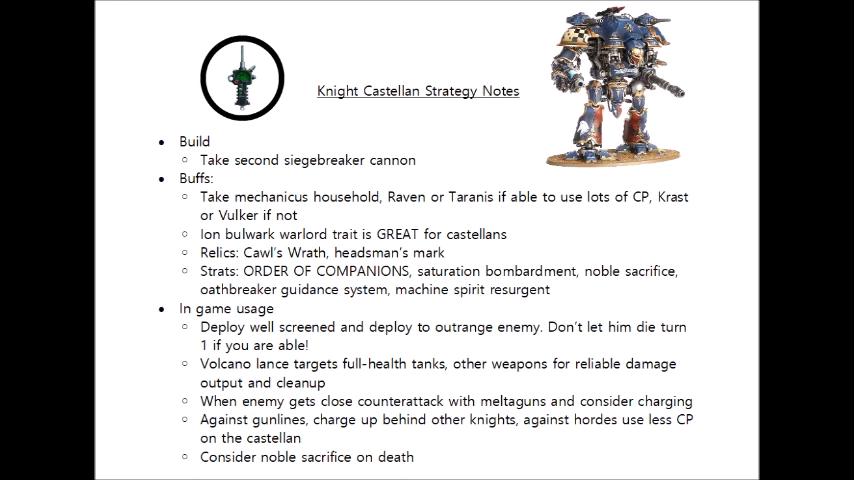 Knight Castellan Strategy Notes
• Build
○ Take second siegebreaker cannon
• Buffs:
○ Take mechanicus household, Raven or Taranis if able to use lots of CP, Krast
or Vulker if not
○ Ion bulwark warlord trait is GREAT for castellans
○ Relics: Cawl's Wrath, headsman's mark
○ Strats: ORDER OF COMPANIONS, saturation bombardment, noble sacrifice,
oathbreaker guidance system, machine spirit resurgent
• In game usage
○ Deploy well screened and deploy to outrange enemy. Don't let him die turn
1 if you are able!
○ Volcano lance targets full-health tanks, other weapons for reliable damage
output and cleanup
○ When enemy gets close counterattack with meltaguns and consider charging
○ Against gunlines, charge up behind other knights, against hordes use less CP
on the castellan
○ Consider noble sacrifice on death